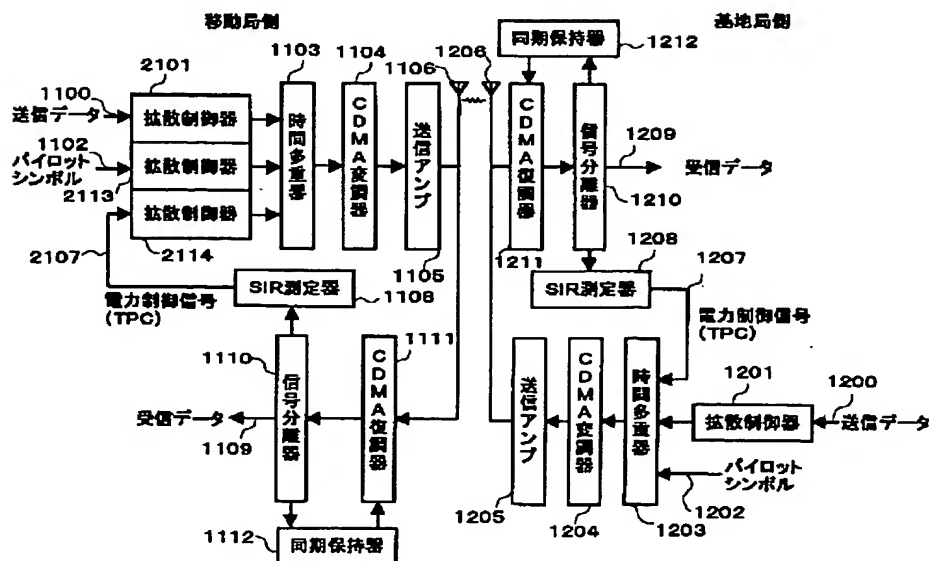 移動局側
基地局側
2101
1103
1104
1106
1206
同期保持器
1212
1100
送信データ
拡散制御器
1102
パイロット
シンボル
拡散制御器
2113
拡散制御器
2114
2107
時間多重器
CDMA変調器
送信アンプ
1105
CDMA復調器
1211
信号分離器
1209
受信データ
1210
1208
SIR測定器
1207
電力制御信号
(TPC)
SIR測定器
1108
電力制御信号
(TPC)
1110
信号分離器
1111
CDMA復調器
受信データ
1109
1112
同期保持器
送信アンプ
1205
CDMA変調器
1204
時間多重器
1203
1201
拡散制御器
1200
送信データ
パイロット
シンボル
1202